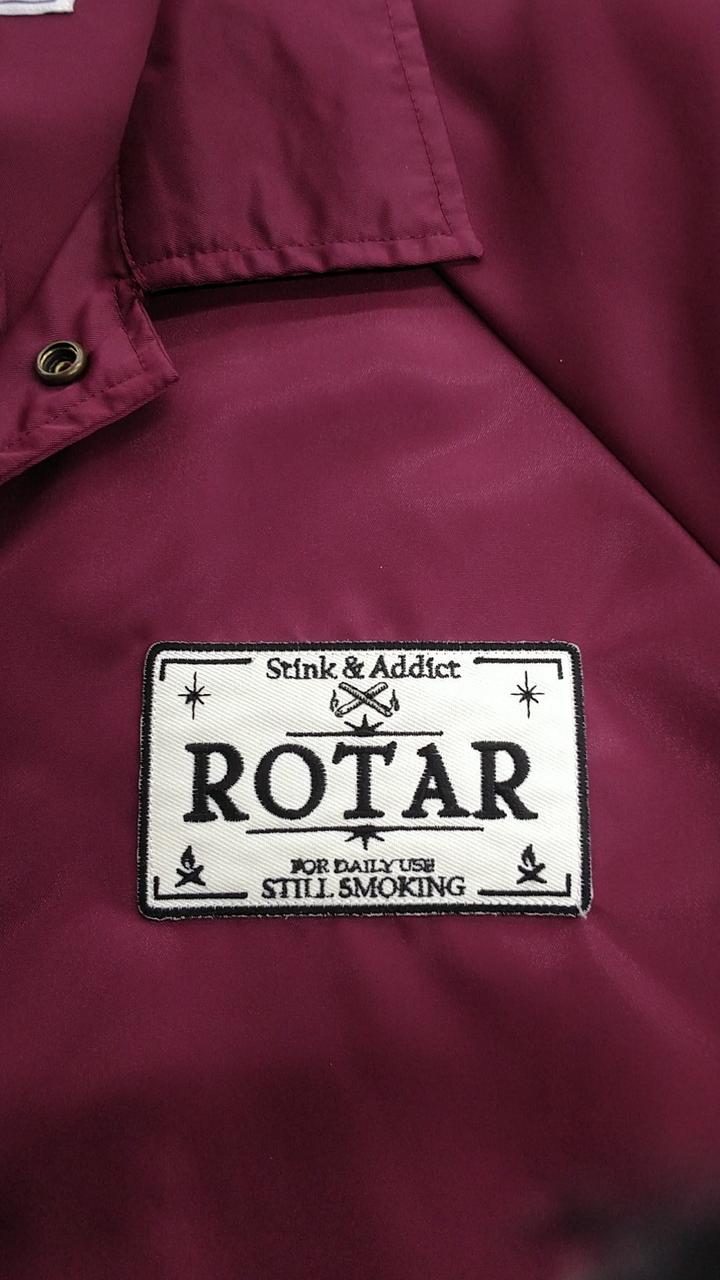 Stink & Addict
ROTAR
FOR DAILY USE
STILL SMOKING